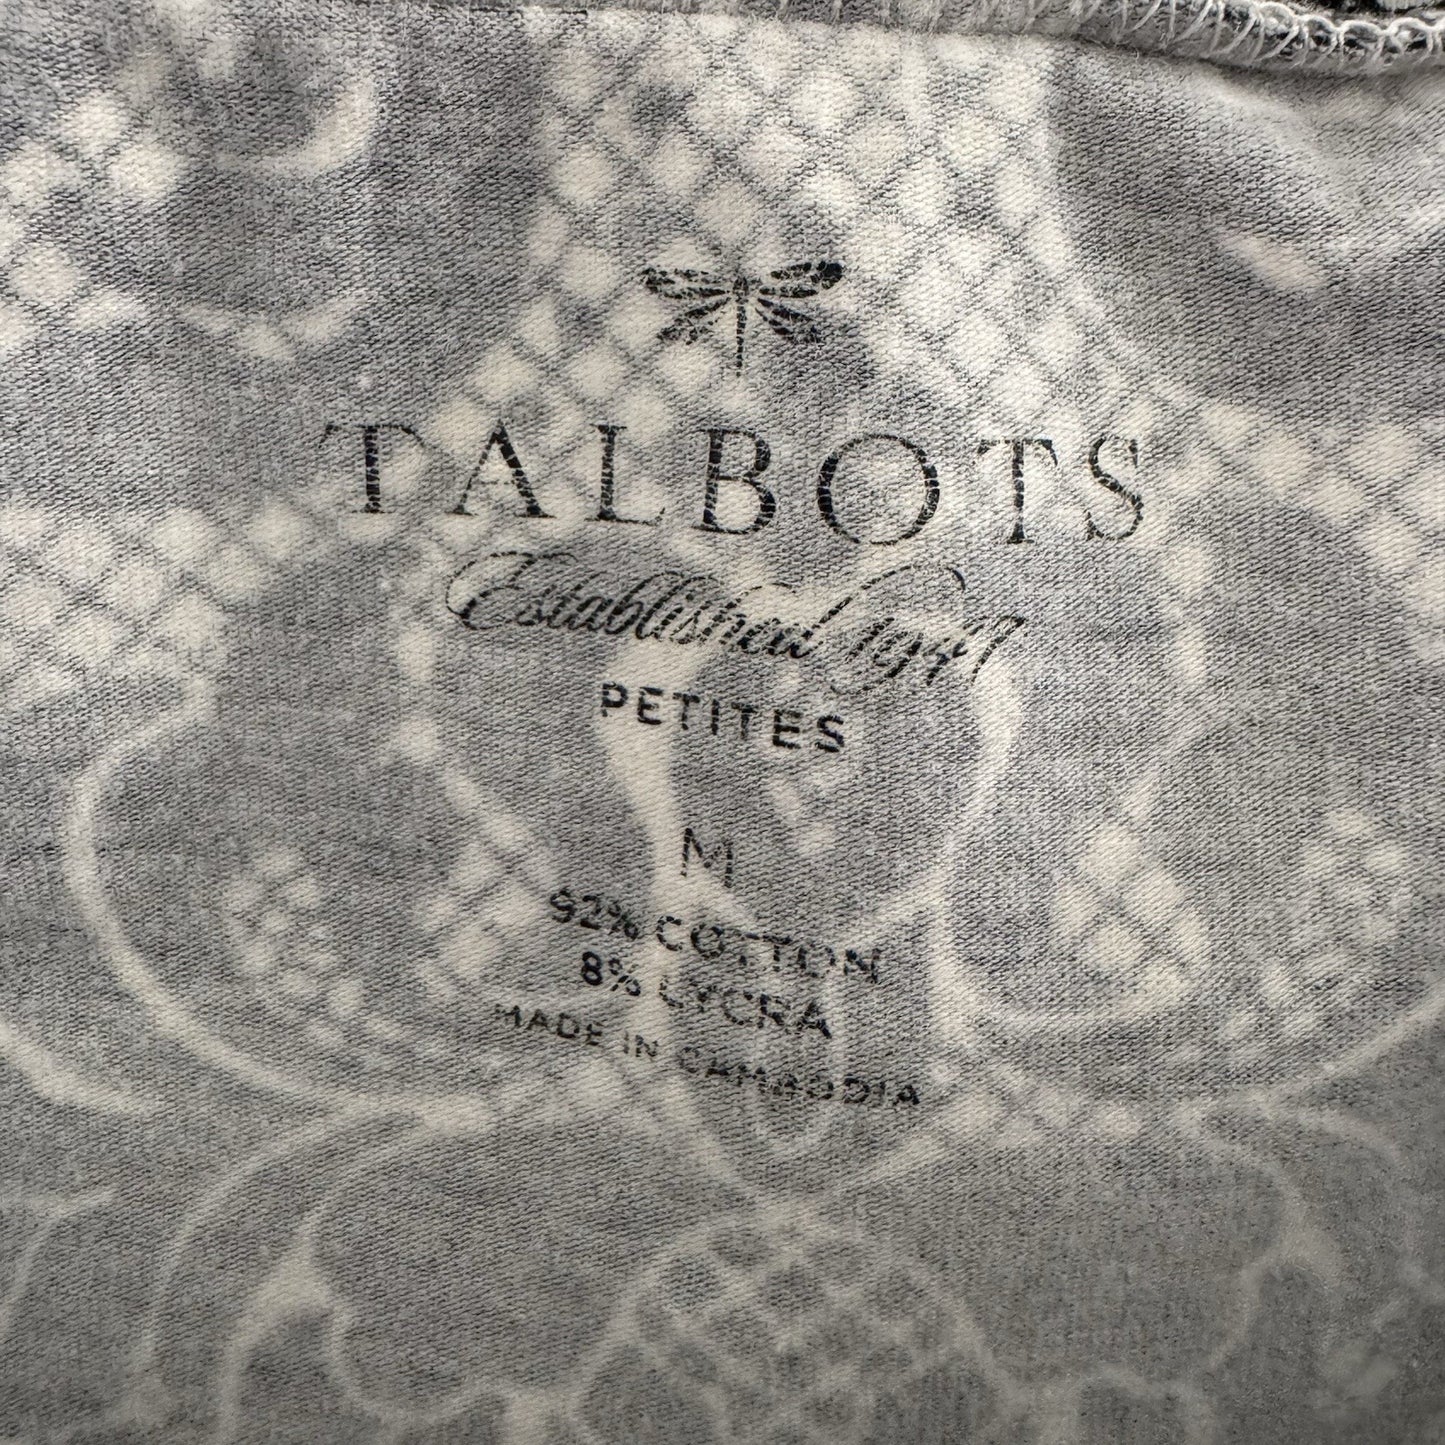 TALBOTS
Established 1947
PETITES
M
92% COTTON
8% LYCRA
MADE IN CAMBODIA